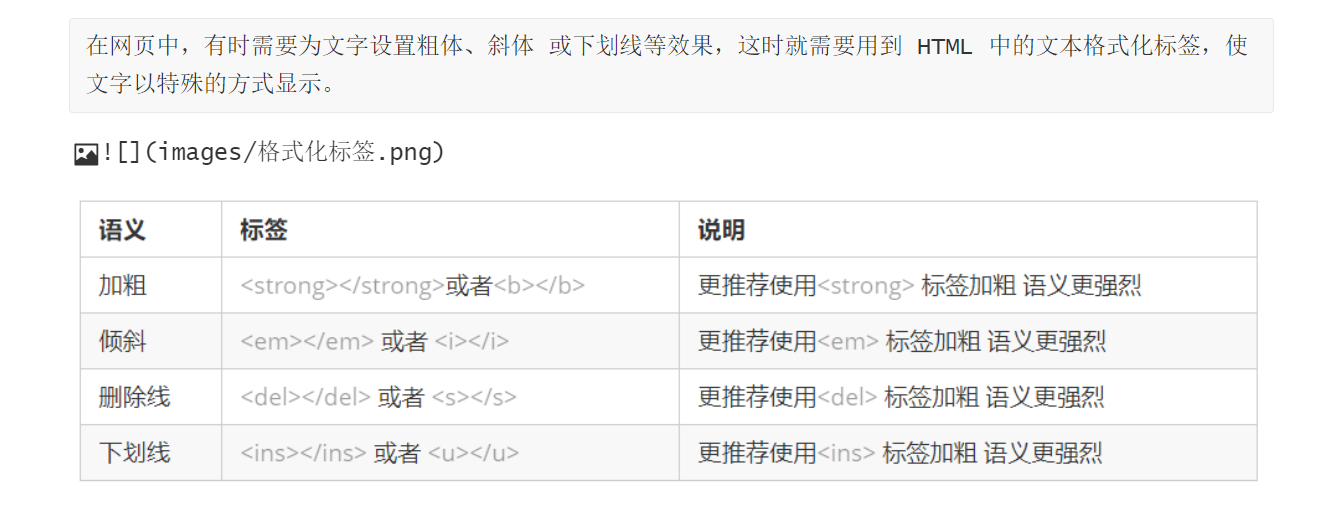 在网页中，有时需要为文字设置粗体、斜体 或下划线等效果，这时就需要用到 HTML 中的文本格式化标签，使
文字以特殊的方式显示。
![](images/格式化标签.png)
语义 标签 说明
加粗 <strong></strong>或者<b></b> 更推荐使用<strong> 标签加粗 语义更强烈
倾斜 <em></em> 或者 <i></i> 更推荐使用<em> 标签加粗 语义更强烈
删除线 <del></del> 或者 <s></s> 更推荐使用<del> 标签加粗 语义更强烈
下划线 <ins></ins> 或者 <u></u> 更推荐使用<ins> 标签加粗 语义更强烈